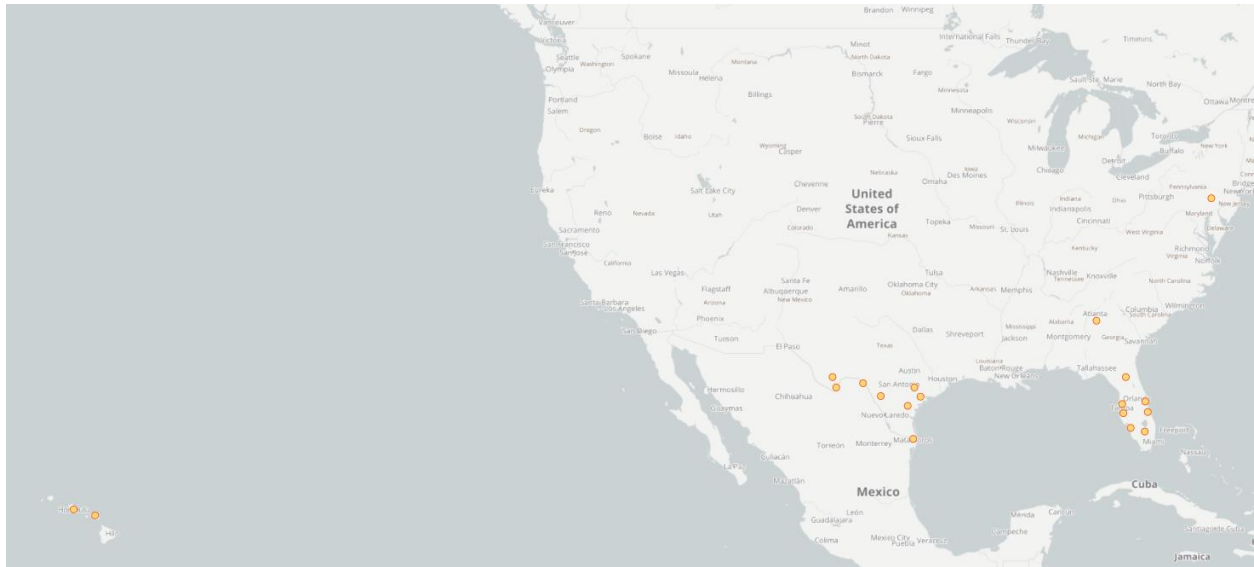 Brandon Winnipeg
Vancouver
Victoria
International Falls
Thunder Bay
Timmins
Seattle
Spokane
Washington
Olympia
Montana
Minot
North Dakota
Missoula
Helena
Bismarck
Fargo
Sault Ste. Marie
North Bay
Portland
Salem
Billings
Minnesota
Minneapolis
Ottawa
Oregon
Boise
Idaho
South Dakota
Pierre
Wisconsin
Sioux Falls
Michigan
Toronto
Wyoming
Casper
Milwaukee
Buffalo
New York
Detroit
Chicago
Cleveland
Nebraska
Iowa
Des Moines
Omaha
Eureka
Salt Lake City
Cheyenne
Pennsylvania
Pittsburgh
United
States of
America
Illinois
Indiana
Indianapolis
Ohio
New Jersey
Reno
Nevada
Utah
Denver
Colorado
Topeka
Kansas
Missouri
St. Louis
Cincinnati
Maryland
Delaware
West Virginia
Sacramento
San Francisco
San Jose
California
Kentucky
Richmond
Virginia
Norfolk
Las Vegas
Tulsa
Nashville
Tennessee
Knoxville
Flagstaff
Santa Fe
Albuquerque
New Mexico
Amarillo
Oklahoma City
Oklahoma
Arkansas
Memphis
North Carolina
Santa Barbara
Los Angeles
Arizona
Phoenix
Atlanta
Columbia
South Carolina
Wilmington
San Diego
Tucson
El Paso
Texas
Dallas
Shreveport
Mississippi
Jackson
Alabama
Montgomery
Georgia
Savannah
Austin
Houston
San Antonio
Louisiana
Baton Rouge
New Orleans
Tallahassee
Hermosillo
Guaymas
Chihuahua
Nuevo Laredo
Torreón
Monterrey
Freeport
Miami
Nassau
Culiacán
Mazatlán
Mexico
Cuba
León
Guadalajara
Colima
Mexico City
Puebla
Veracruz
Mérida
Cancún
Campeche
Santiago de Cuba
Jamaica